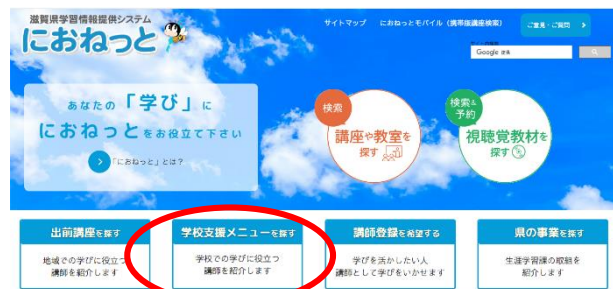 滋賀県学習情報提供システム
におねっと
サイトマップ
におねっとモバイル（携帯版講座検索）
ご意見・ご質問
Google 検索
あなたの「学び」に
におねっとをお役立て下さい
「におねっと」とは？
検索
講座や教室を
探す
検索&
予約
視聴覚教材を
探す
出前講座を探す
地域での学びに役立つ
講師を紹介します
学校支援メニューを探す
学校での学びに役立つ
講師を紹介します
講師登録を希望する
学びを活かしたい人
講師として学びをいかせます
県の事業を探す
生涯学習課の取組を
紹介します